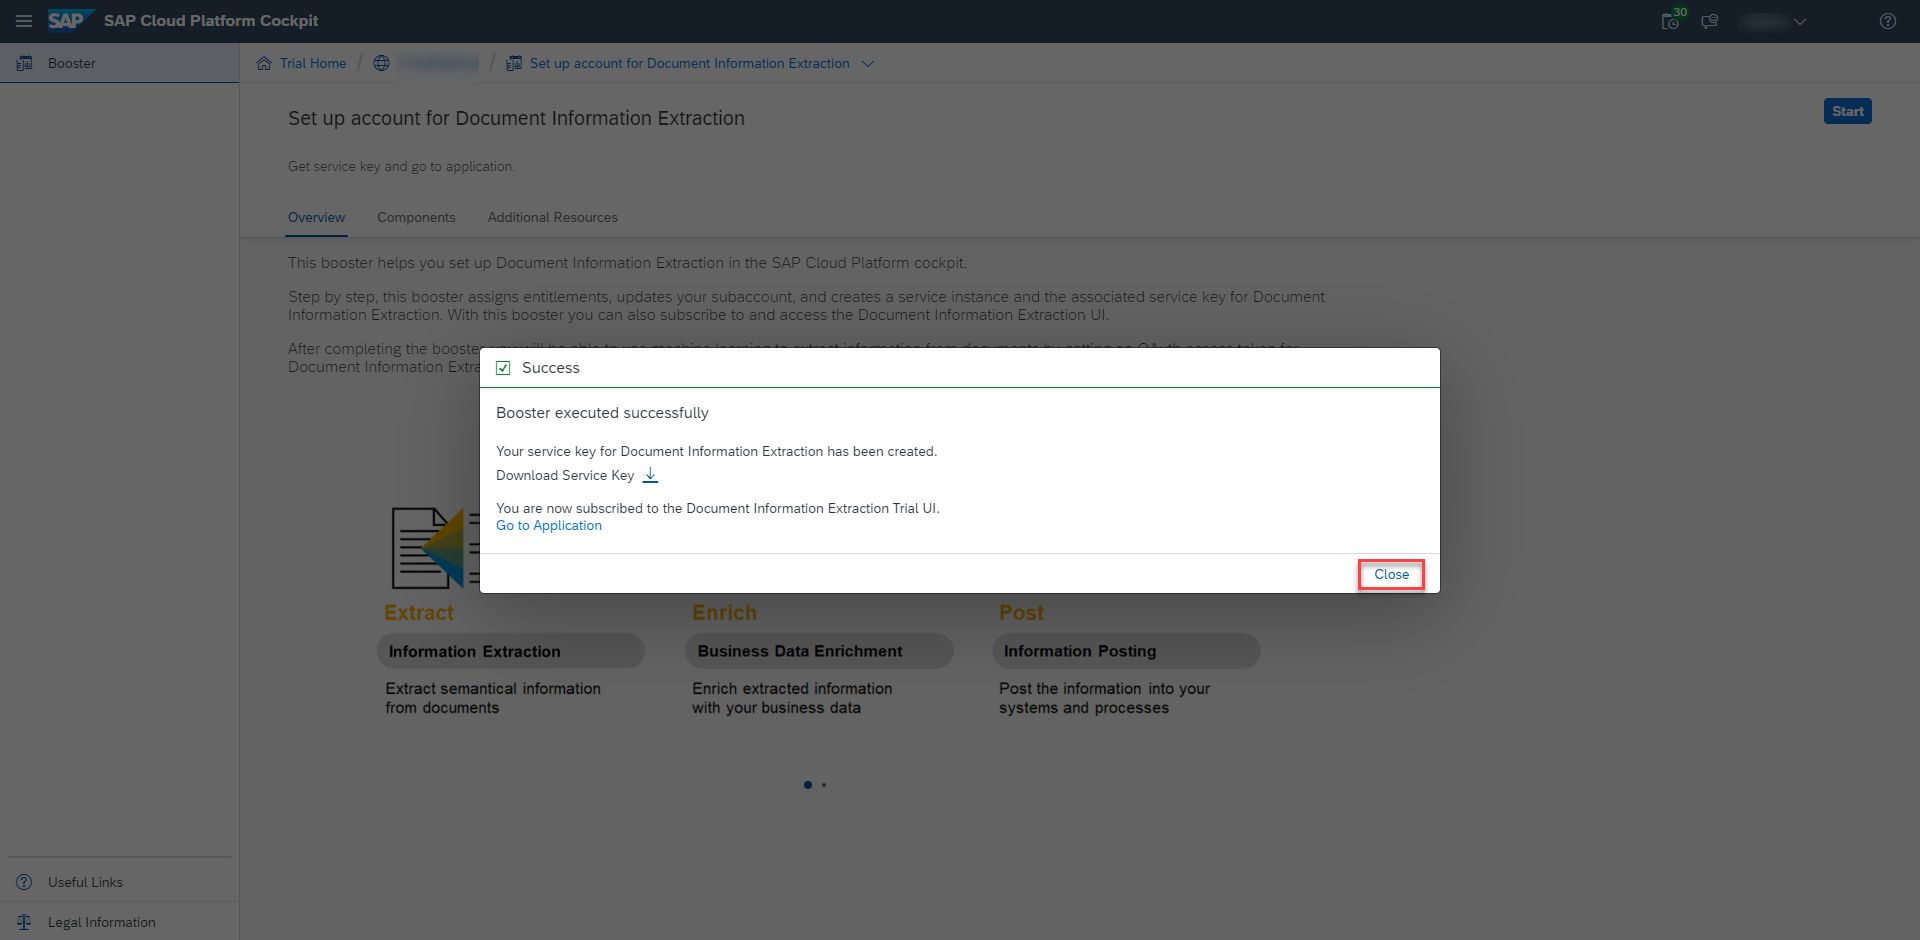 SAP SAP Cloud Platform Cockpit 30
Booster
Trial Home / / Set up account for Document Information Extraction
Set up account for Document Information Extraction
Start
Get service key and go to application.
Overview Components Additional Resources
This booster helps you set up Document Information Extraction in the SAP Cloud Platform cockpit.
Step by step, this booster assigns entitlements, updates your subaccount, and creates a service instance and the associated service key for Document
Information Extraction. With this booster you can also subscribe to and access the Document Information Extraction UI.
After completing the booster
Document Information
Success
Booster executed successfully
Your service key for Document Information Extraction has been created.
Download Service Key
You are now subscribed to the Document Information Extraction Trial UI.
Go to Application
Close
Extract Enrich Post
Information Extraction Business Data Enrichment Information Posting
Extract semantical information Enrich extracted information Post the information into your
from documents with your business data systems and processes
Useful Links
Legal Information